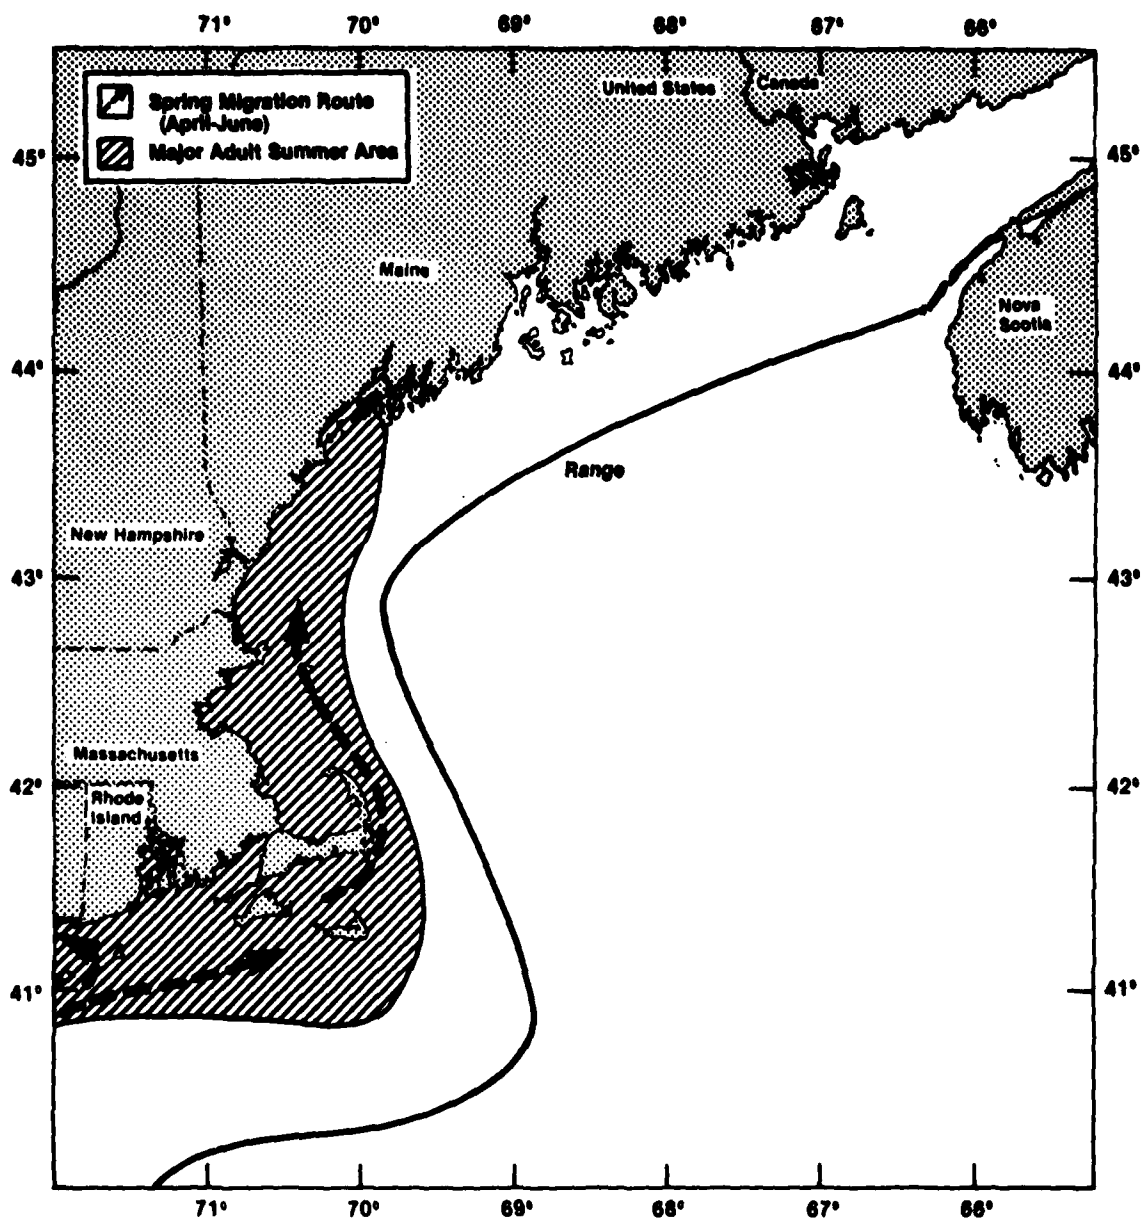 71° 70° 69° 68° 67° 66°
Spring Migration Route
(April-June)
Major Adult Summer Area
United States
Canada
45° 45°
Maine
Nova
Scotia
44° 44°
Range
New Hampshire
43° 43°
Massachusetts
42° 42°
Rhode
Island
41° 41°
71° 70° 69° 68° 67° 66°